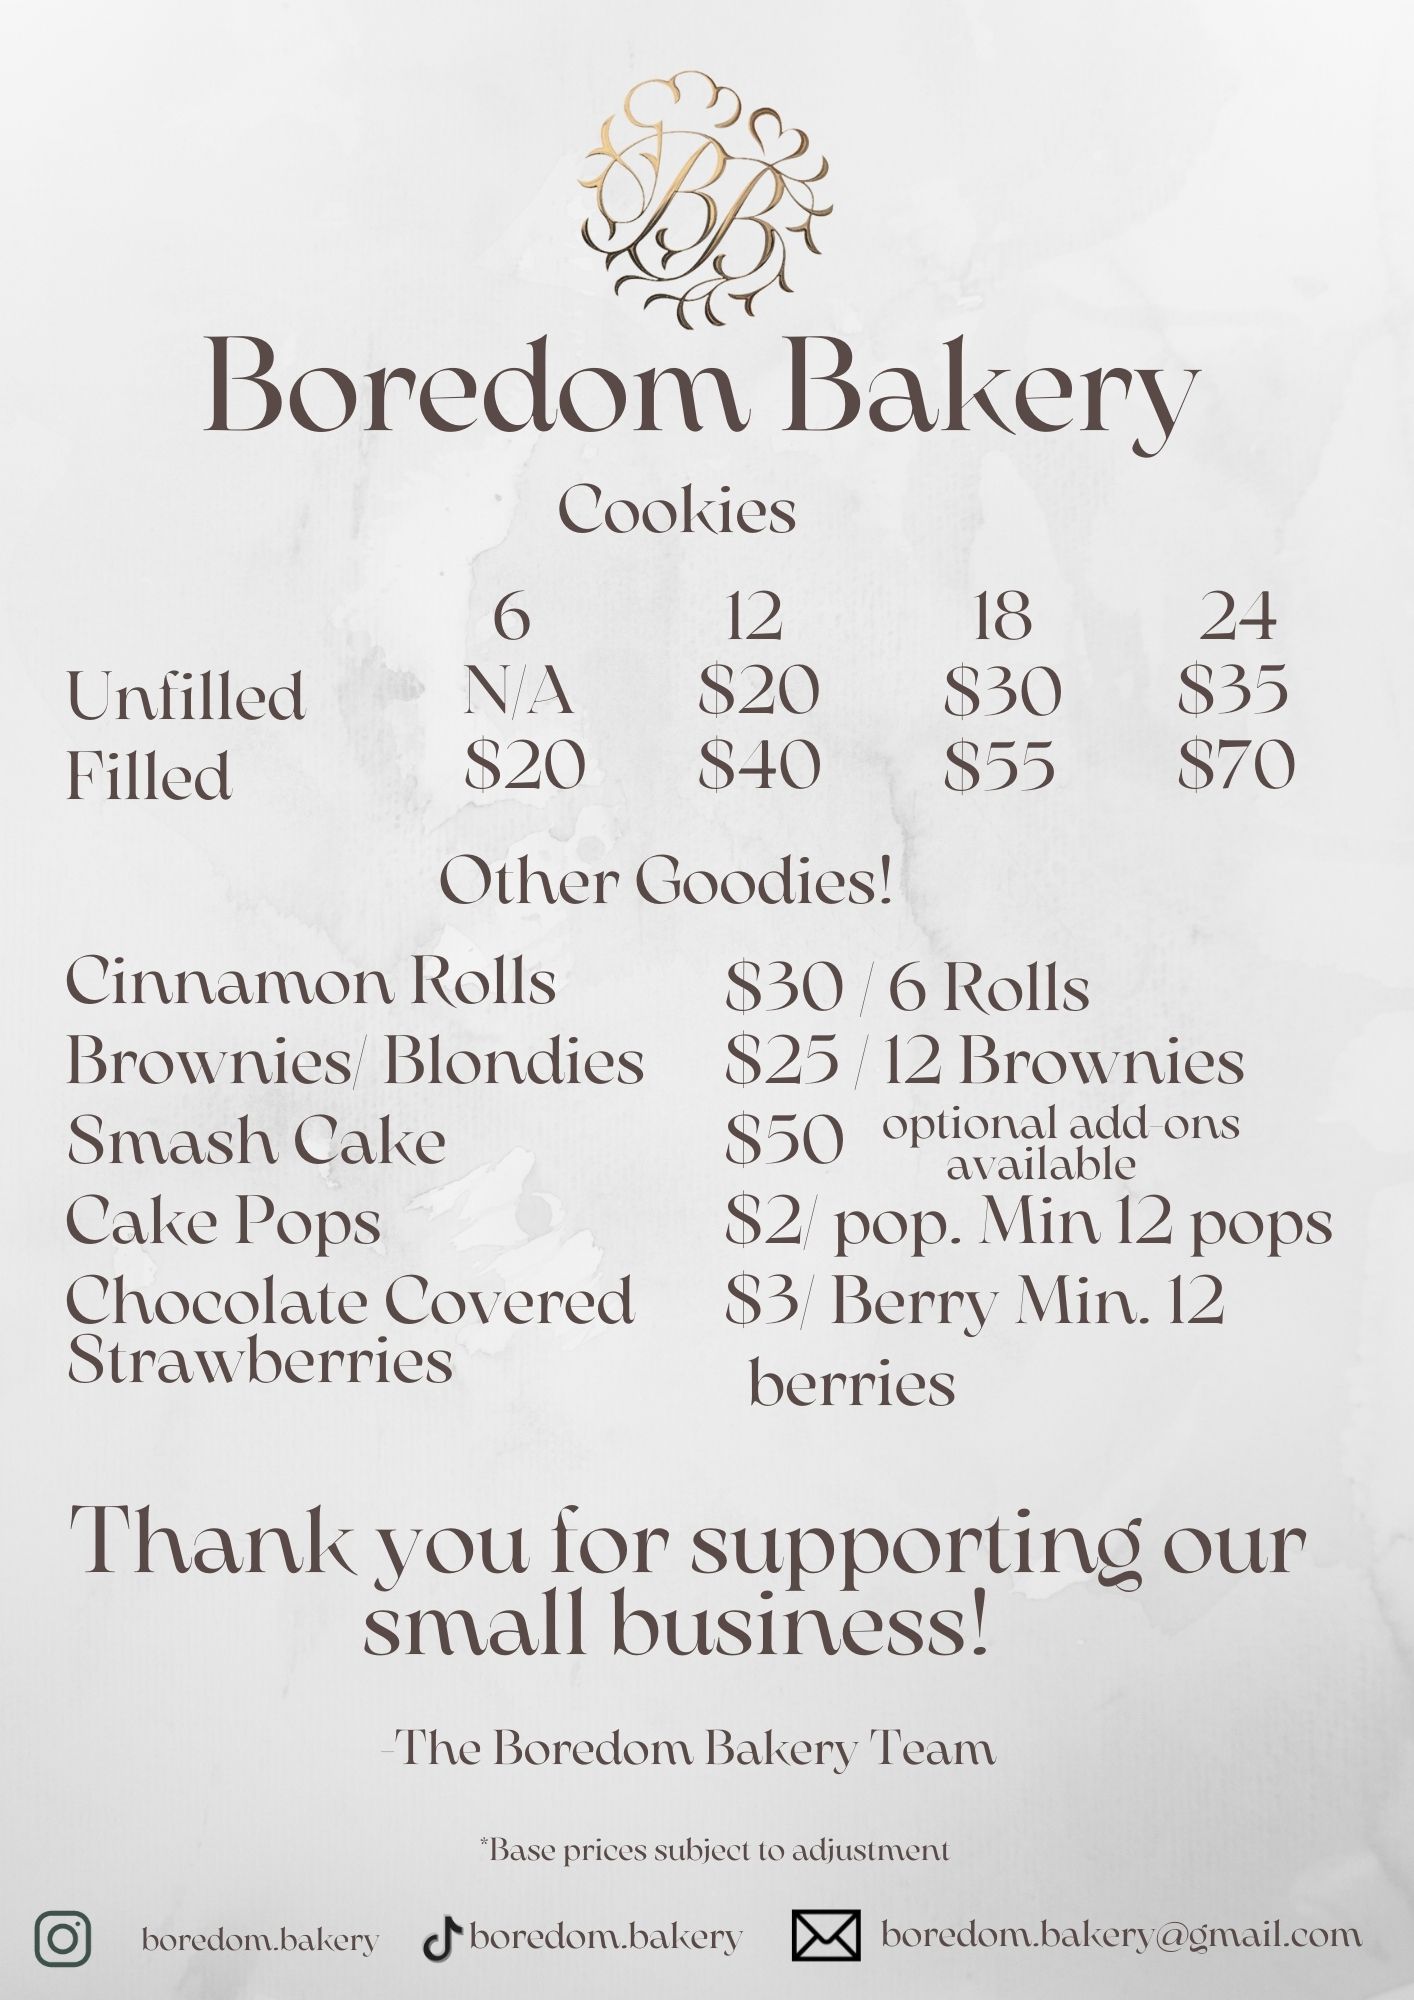 BB
Boredom Bakery
Cookies
6 12 18 24
Unfilled N/A $20 $30 $35
Filled $20 $40 $55 $70
Other Goodies!
Cinnamon Rolls $30 / 6 Rolls
Brownies/ Blondies $25 / 12 Brownies
Smash Cake $50 optional add-ons
available
Cake Pops $2/ pop. Min 12 pops
Chocolate Covered $3/ Berry Min. 12
Strawberries berries
Thank you for supporting our
small business!
-The Boredom Bakery Team
*Base prices subject to adjustment
boredom.bakery boredom.bakery boredom.bakery@gmail.com